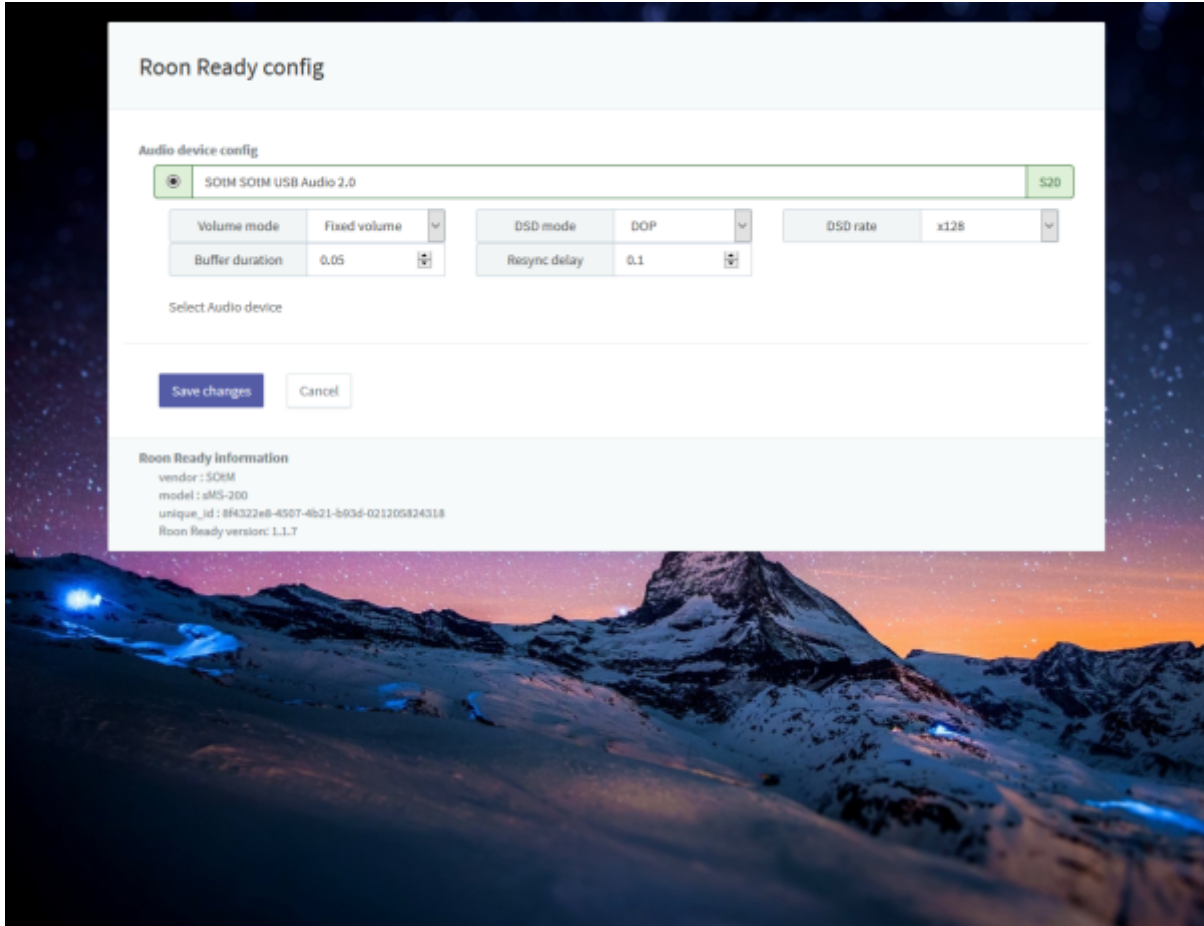 Roon Ready config
Audio device config
SOtM SOtM USB Audio 2.0 S20
Volume mode Fixed volume DSD mode DOP DSD rate x128
Buffer duration 0.05 Resync delay 0.1
Select Audio device
Save changes Cancel
Roon Ready information
vendor : SOtM
model : sMS-200
unique_id : 8f4322e8-4507-4b21-b93d-021205824318
Roon Ready version: 1.1.7